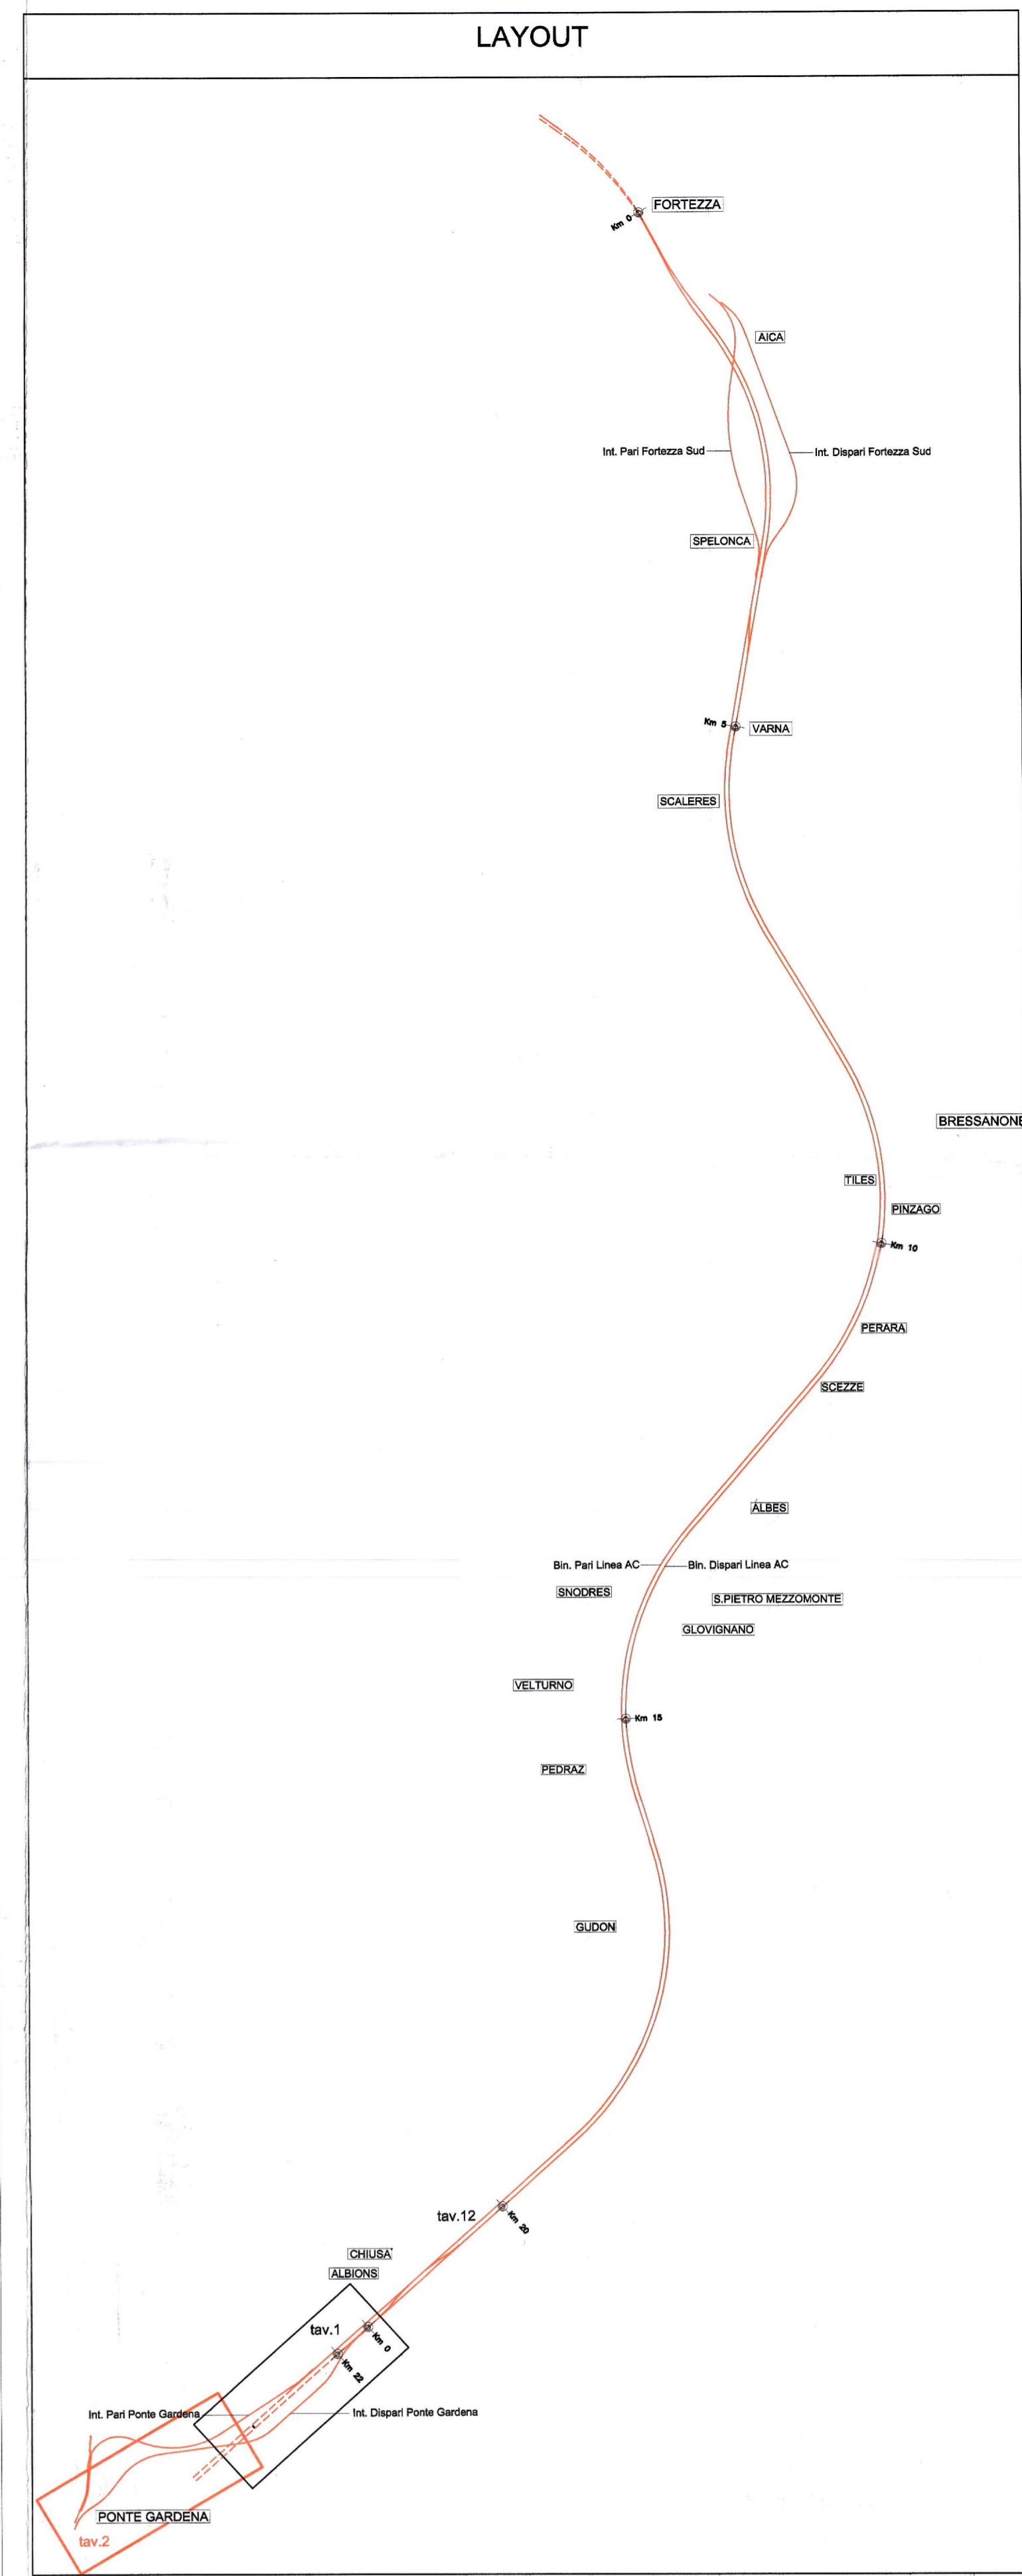 LAYOUT
FORTEZZA
Km 0
AICA
Int. Pari Fortezza Sud
Int. Dispari Fortezza Sud
SPELONCA
Km 5
VARNA
SCALERES
BRESSANONE
TILES
PINZAGO
Km 10
PERARA
SCEZZE
ALBES
Bin. Pari Linea AC
Bin. Dispari Linea AC
SNODRES
S.PIETRO MEZZOMONTE
GLOVIGNANO
VELTURNO
Km 15
PEDRAZ
GUDON
tav.12
Km 20
CHIUSA
ALBIONS
tav.1
Km 0
Km 22
Int. Pari Ponte Gardena
Int. Dispari Ponte Gardena
PONTE GARDENA
tav.2